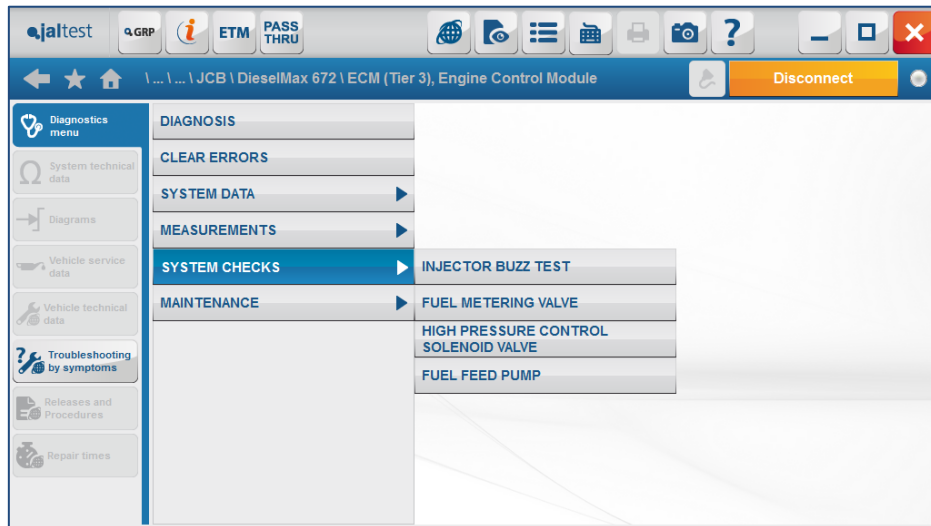 jaltest
GRP
i
ETM
PASS
THRU
?
\ ... \ ... \ JCB \ DieselMax 672 \ ECM (Tier 3), Engine Control Module
Disconnect
Diagnostics
menu
System technical
data
Diagrams
Vehicle service
data
Vehicle technical
data
Troubleshooting
by symptoms
Releases and
Procedures
Repair times
DIAGNOSIS
CLEAR ERRORS
SYSTEM DATA
MEASUREMENTS
SYSTEM CHECKS
MAINTENANCE
INJECTOR BUZZ TEST
FUEL METERING VALVE
HIGH PRESSURE CONTROL
SOLENOID VALVE
FUEL FEED PUMP